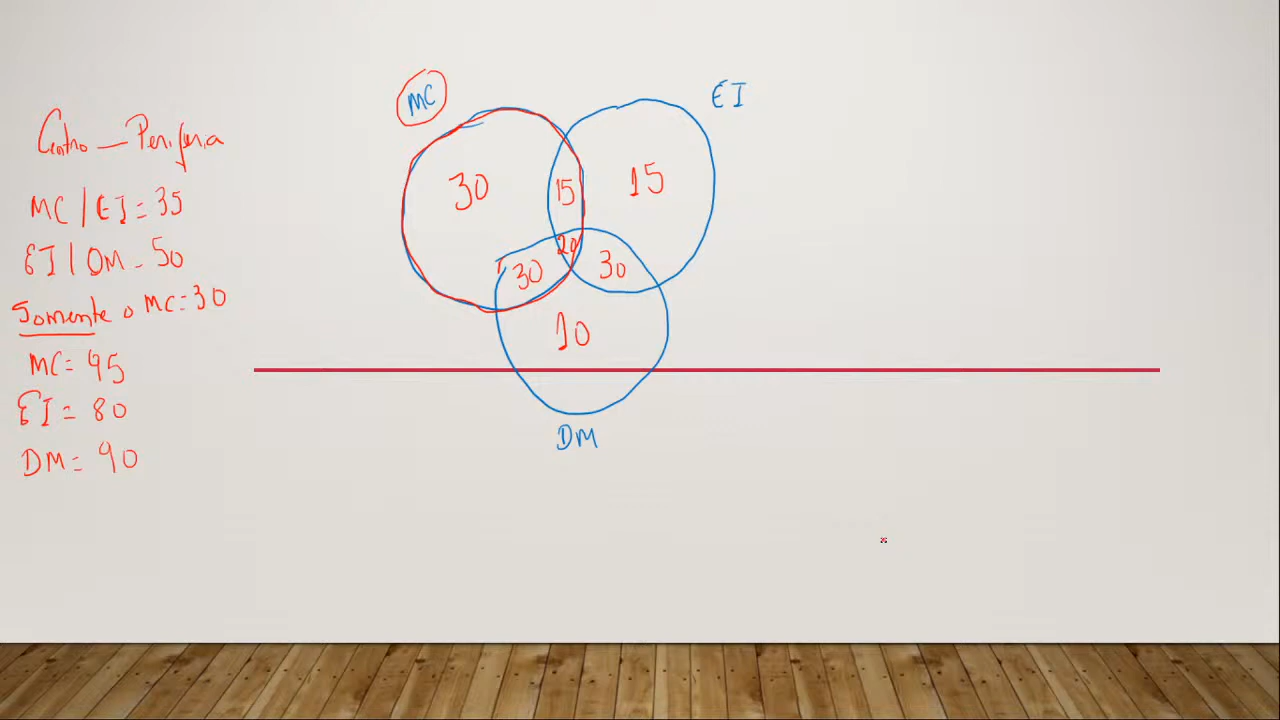 Centro — Periferia
MC / EI = 35
EI / DM - 50
Somente o MC = 30
MC = 95
EI = 80
DM = 90
MC
EI
30
15
15
20
30
30
10
DM